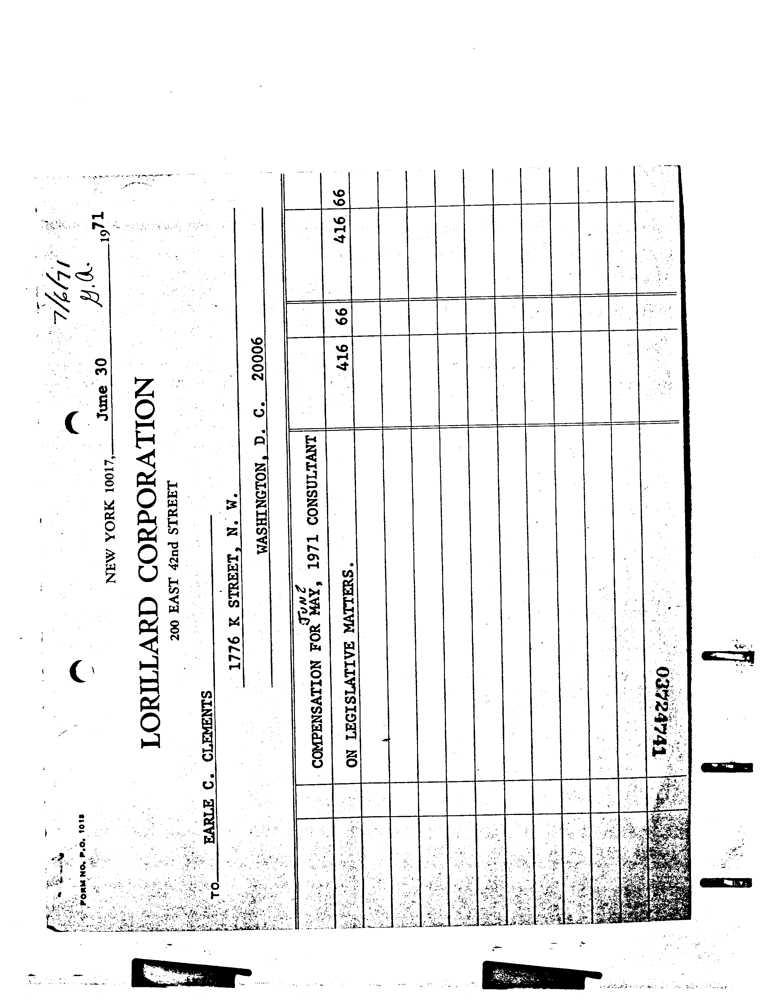 7/6/71
G.A.
NEW YORK 10017, June 30 1971
LORILLARD CORPORATION
200 EAST 42nd STREET
FORM NO. P.O. 1013
TO EARLE C. CLEMENTS
1776 K STREET, N. W.
WASHINGTON, D. C. 20006
JUNE
COMPENSATION FOR MAY, 1971 CONSULTANT
ON LEGISLATIVE MATTERS. 416 66 416 66
03724741